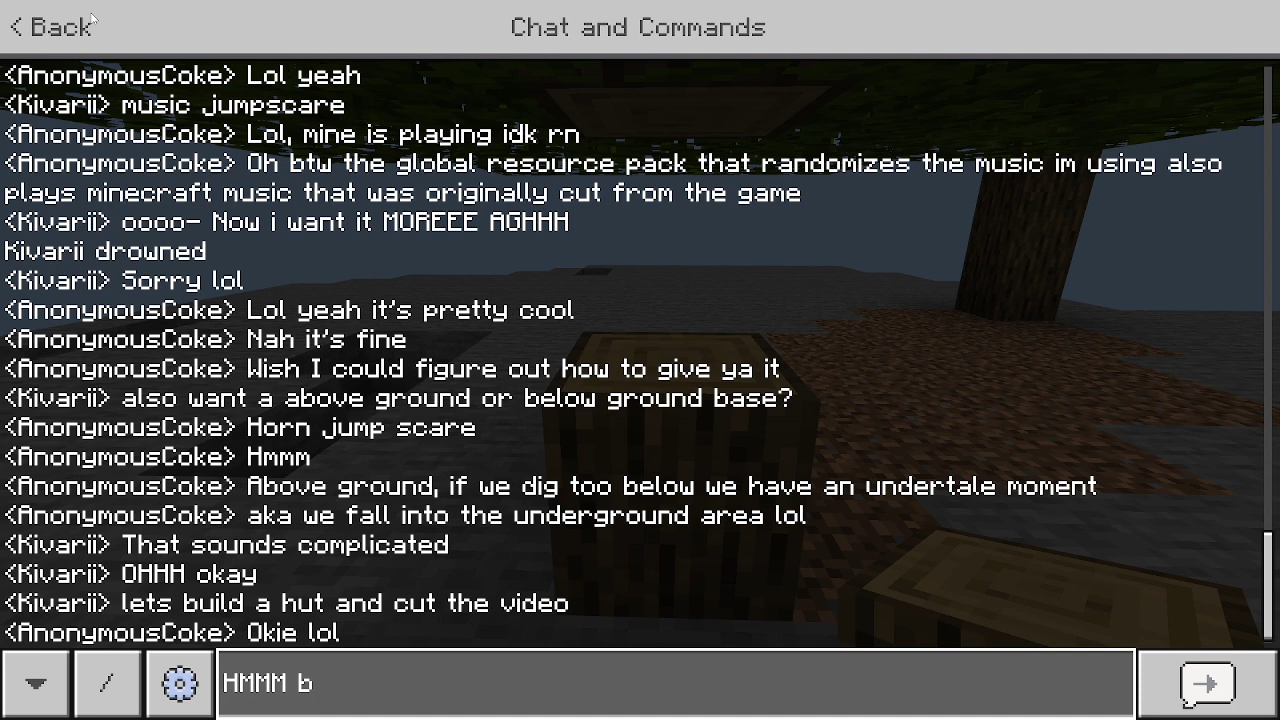 < Back
Chat and Commands
<AnonymousCoke> Lol yeah
<Kivarii> music jumpscare
<AnonymousCoke> Lol, mine is playing idk rn
<AnonymousCoke> Oh btw the global resource pack that randomizes the music im using also
plays minecraft music that was originally cut from the game
<Kivarii> oooo- Now i want it MOREEE AGHHH
Kivarii drowned
<Kivarii> Sorry lol
<AnonymousCoke> Lol yeah it's pretty cool
<AnonymousCoke> Nah it's fine
<AnonymousCoke> Wish I could figure out how to give ya it
<Kivarii> also want a above ground or below ground base?
<AnonymousCoke> Horn jump scare
<AnonymousCoke> Hmmm
<AnonymousCoke> Above ground, if we dig too below we have an undertale moment
<AnonymousCoke> aka we fall into the underground area lol
<Kivarii> That sounds complicated
<Kivarii> OHHH okay
<Kivarii> lets build a hut and cut the video
<AnonymousCoke> Okie lol
/
HMMM b